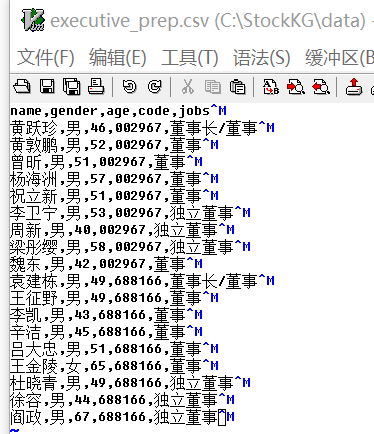 executive_prep.csv (C:\StockKG\data) -
文件(F) 编辑(E) 工具(T) 语法(S) 缓冲区(B
name,gender,age,code,jobs^M
黄跃珍,男,46,002967,董事长/董事^M
黄敦鹏,男,52,002967,董事^M
曾昕,男,51,002967,董事^M
杨海洲,男,57,002967,董事^M
祝立新,男,51,002967,董事^M
李卫宁,男,53,002967,独立董事^M
周新,男,40,002967,独立董事^M
梁彤缨,男,58,002967,独立董事^M
魏东,男,42,002967,董事^M
袁建栋,男,49,688166,董事长/董事^M
王征野,男,49,688166,董事^M
李凯,男,43,688166,董事^M
辛洁,男,45,688166,董事^M
吕大忠,男,51,688166,董事^M
王金陵,女,65,688166,董事^M
杜晓青,男,49,688166,独立董事^M
徐容,男,44,688166,独立董事^M
阎政,男,67,688166,独立董事^M
~